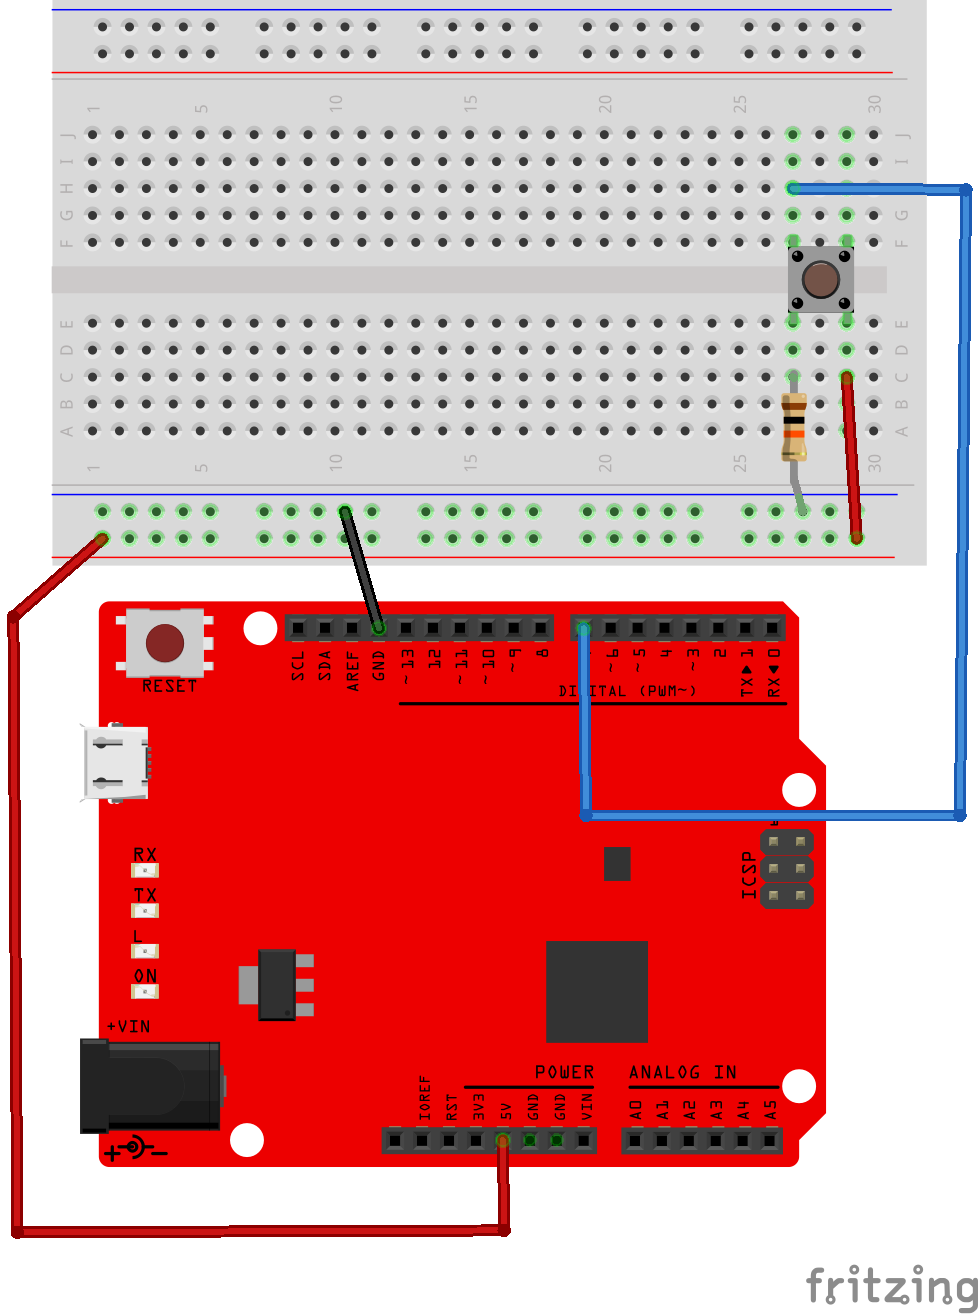 1 5 10 15 20 25 30
J J
I I
H
G G
F F
E E
D D
C C
B B
A A
1 5 10 15 20 25 30
SCL SDA AREF GND ~13 12 ~11 ~10 ~9 8 ~6 ~5 4 ~3 2 TX▶1 RX◀0
RESET
DIGITAL (PWM~)
RX
TX
L
ON
ICSP
+VIN
POWER ANALOG IN
IOREF RST 3V3 5V GND GND VIN A0 A1 A2 A3 A4 A5
+ −
fritzing